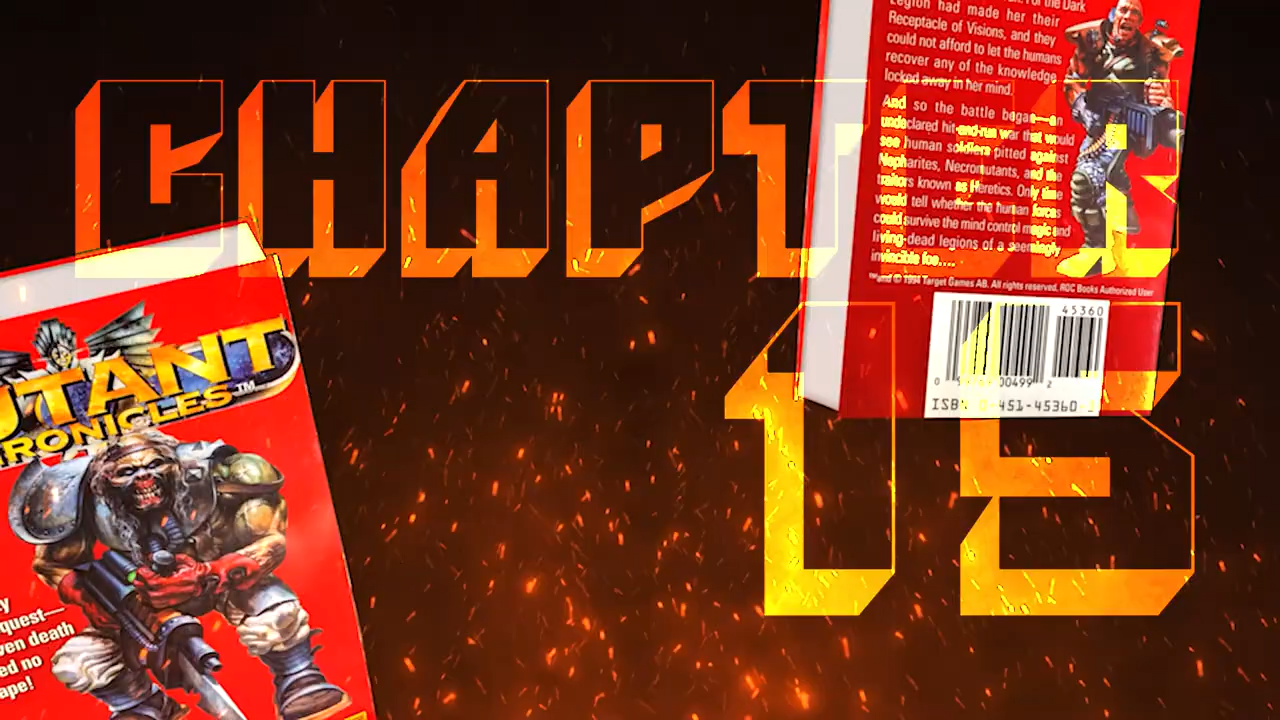 CHAPTER
15
Legion had made her their
Receptacle of Visions, and they
could not afford to let the humans
recover any of the knowledge
locked away in her mind.
And so the battle began—an
undeclared hit-and-run war that would
see human soldiers pitted against
Nepharites, Necromutants, and the
traitors known as Heretics. Only time
would tell whether the human forces
could survive the mind control magic and
living-dead legions of a seemingly
invincible foe....
™ and © 1994 Target Games AB. All rights reserved. ROC Books Authorized User
45360
00499 2
ISBN 0-451-45360
UTANT
RONICLES™
quest—
ven death
ed no
ape!